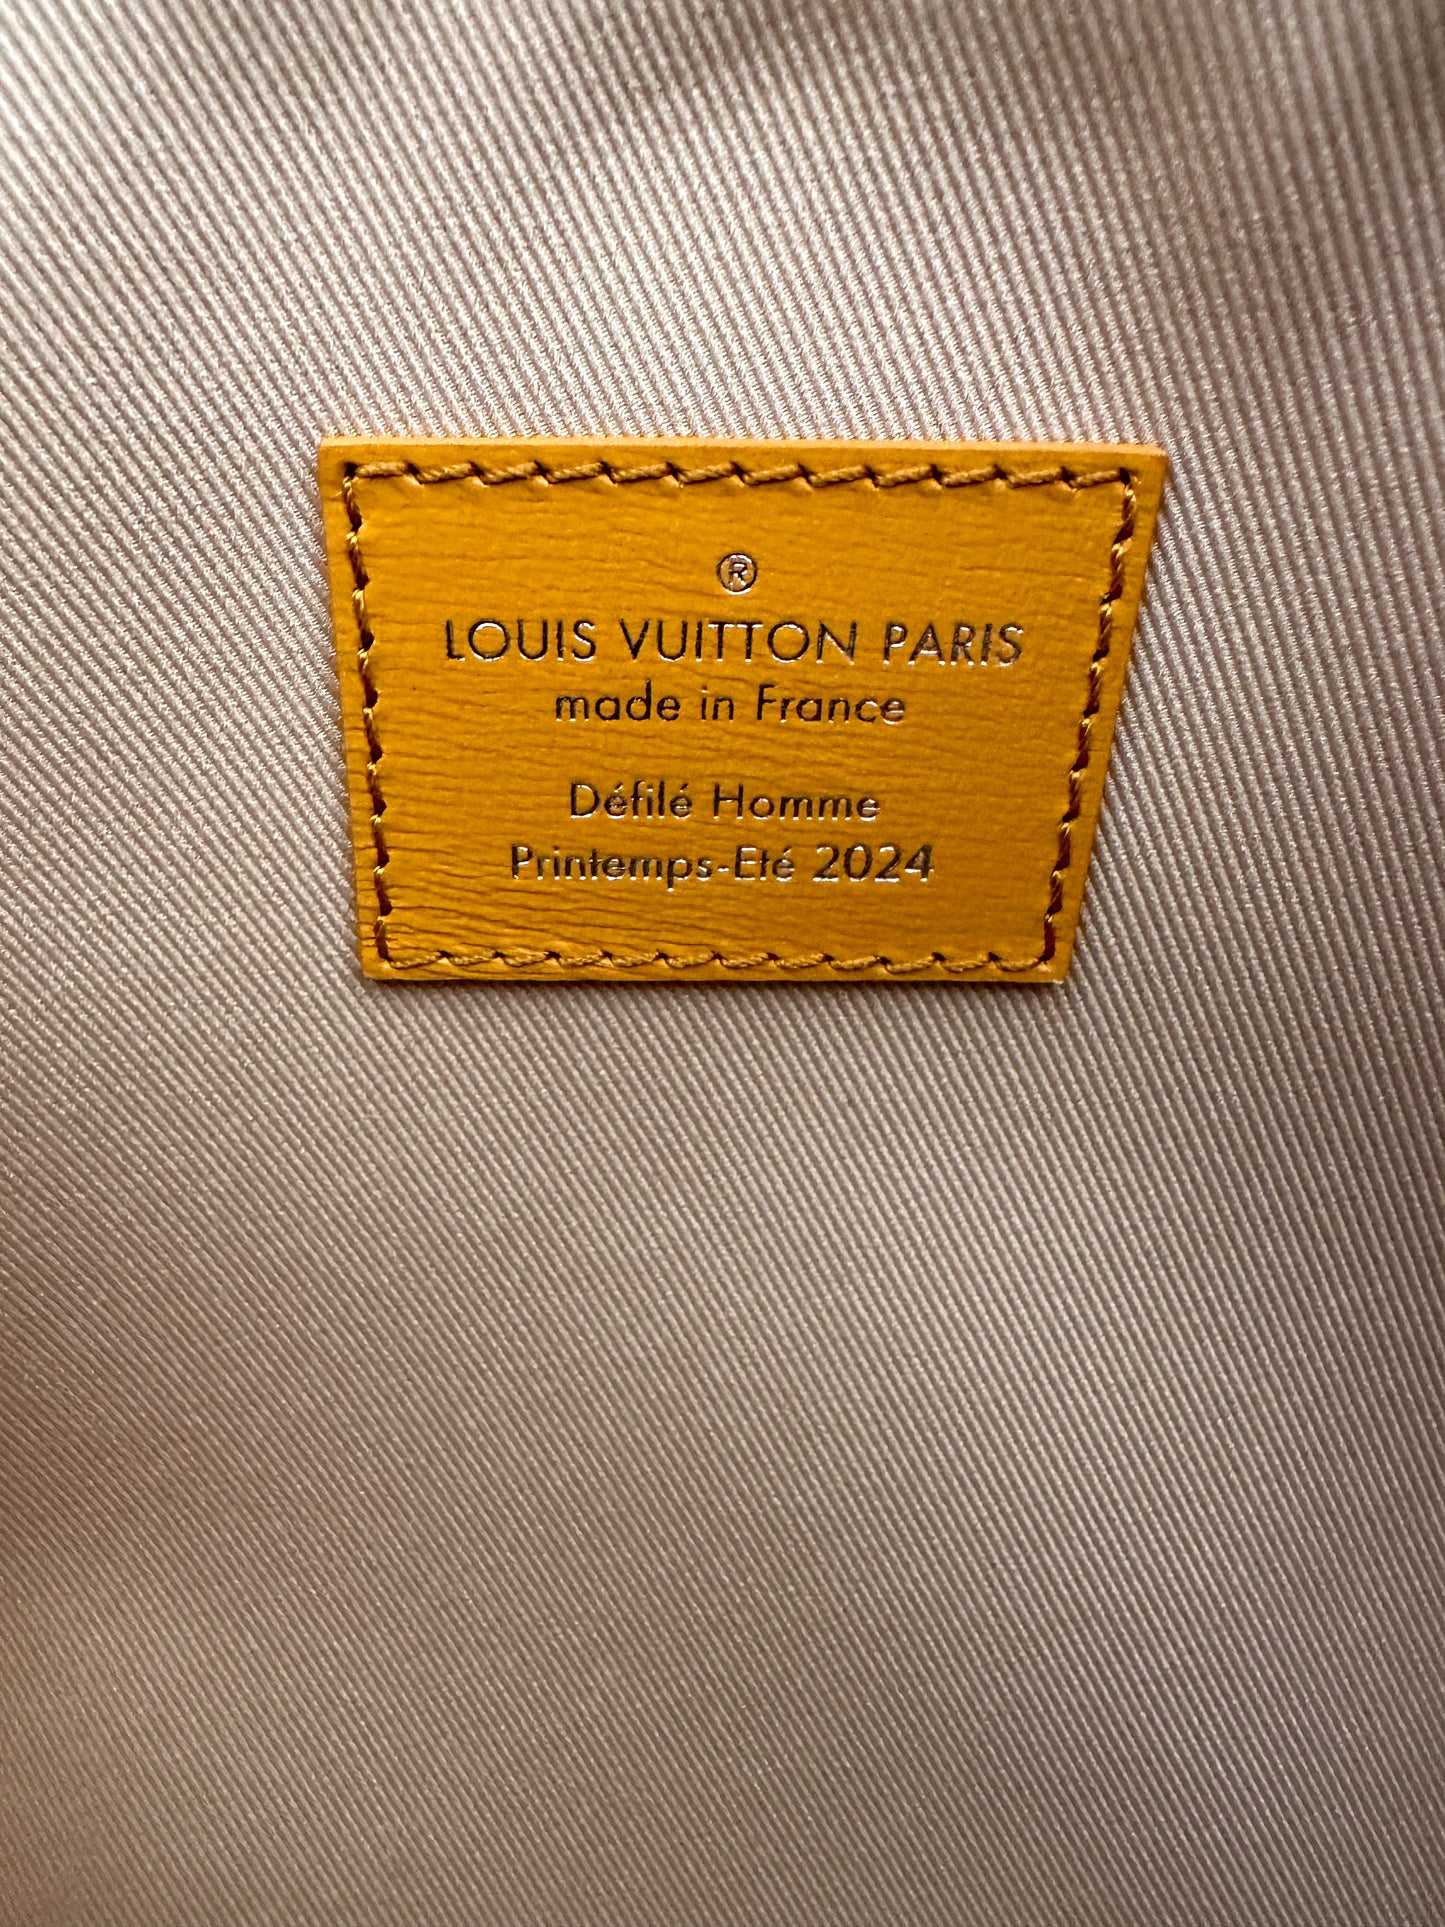 ®
LOUIS VUITTON PARIS
made in France
Défilé Homme
Printemps-Eté 2024